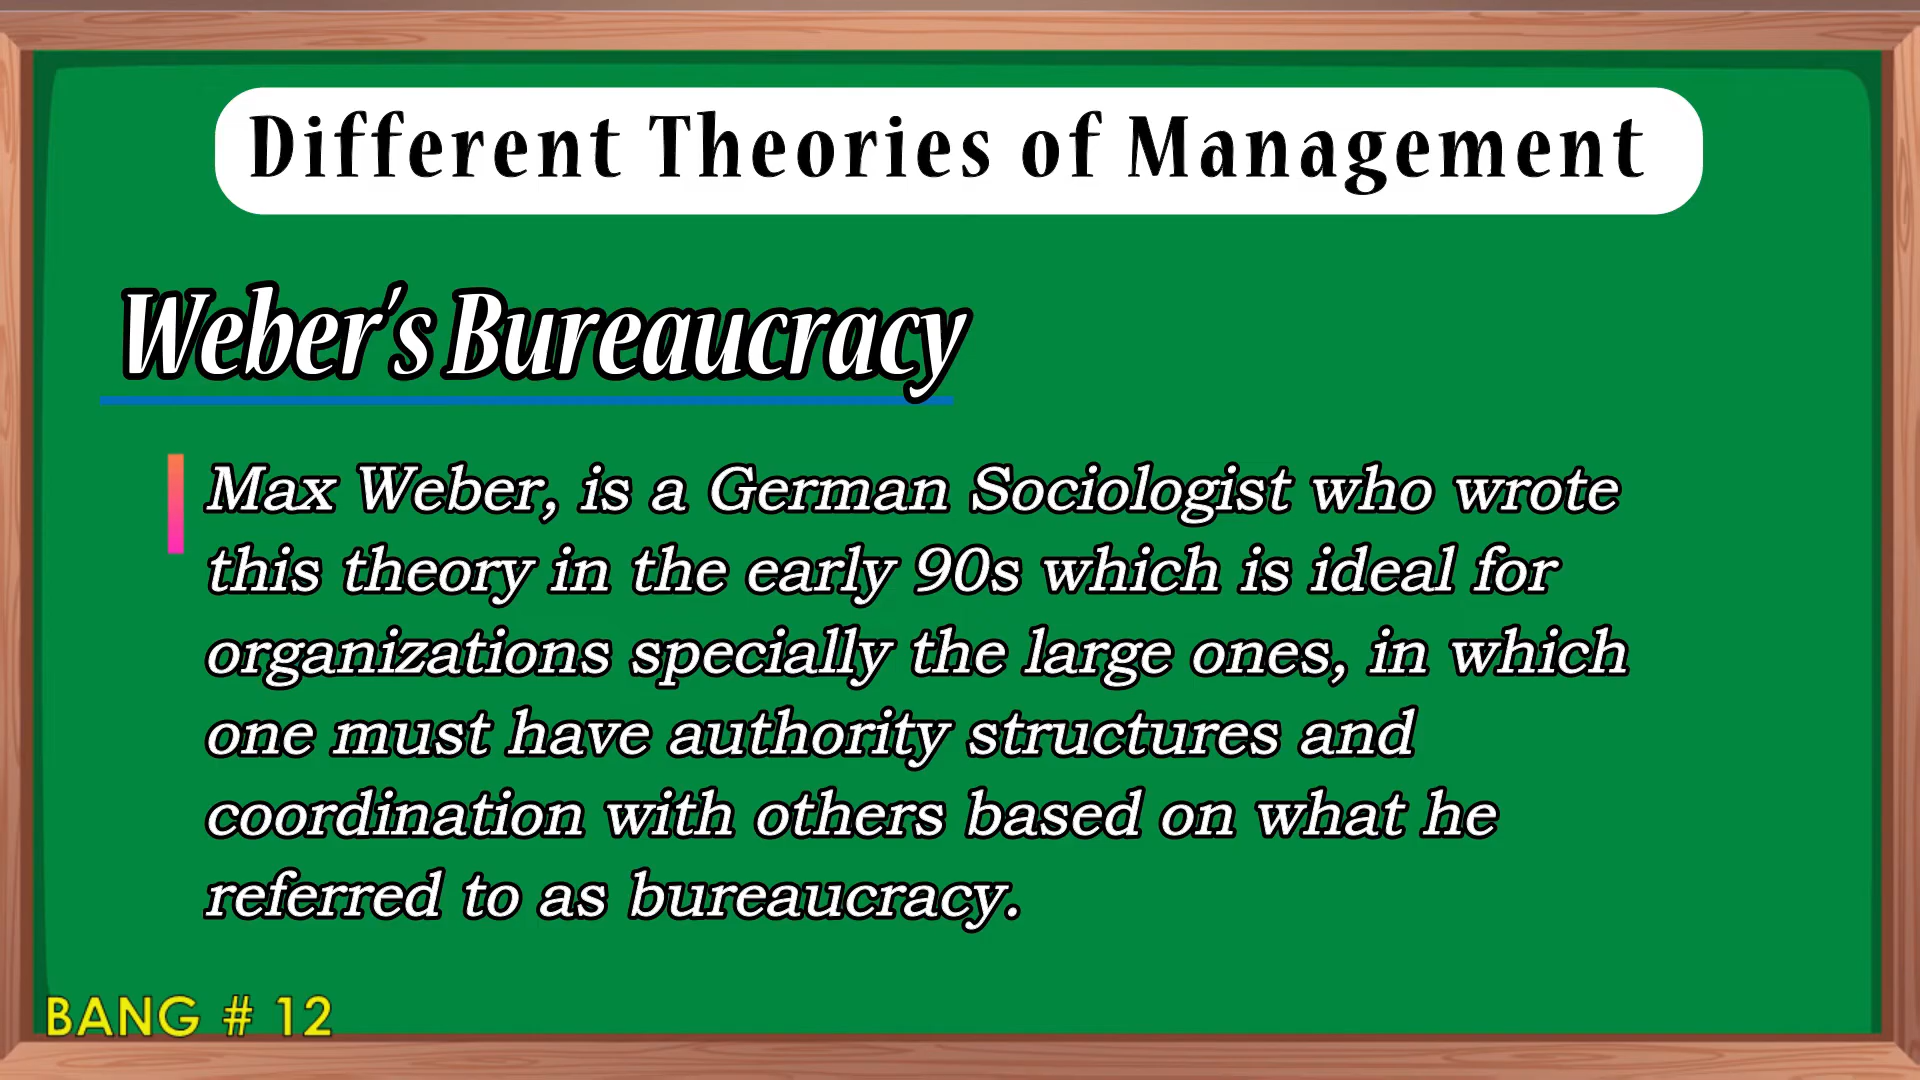 Different Theories of Management
Weber's Bureaucracy
Max Weber, is a German Sociologist who wrote
this theory in the early 90s which is ideal for
organizations specially the large ones, in which
one must have authority structures and
coordination with others based on what he
referred to as bureaucracy.
BANG # 12